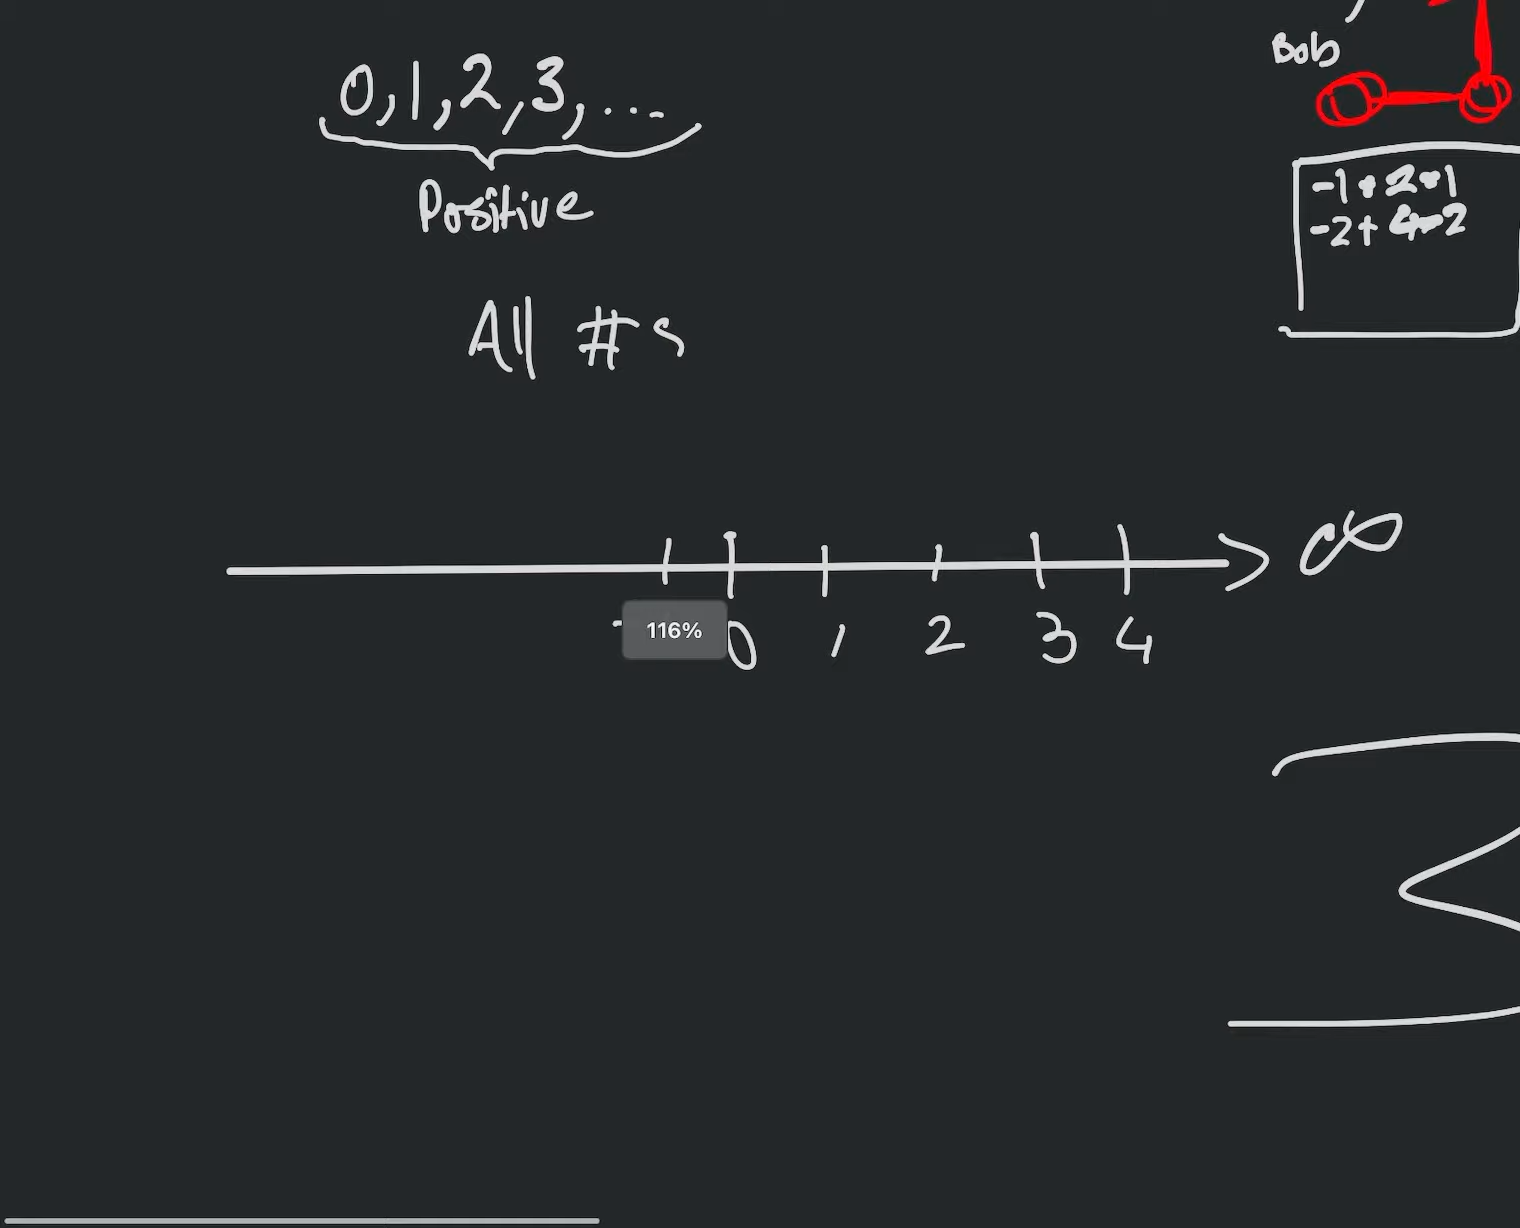 0,1,2,3,...
Positive
All #s
Bob
-1+2=1
-2+4=2
∞
- 116% 0 1 2 3 4